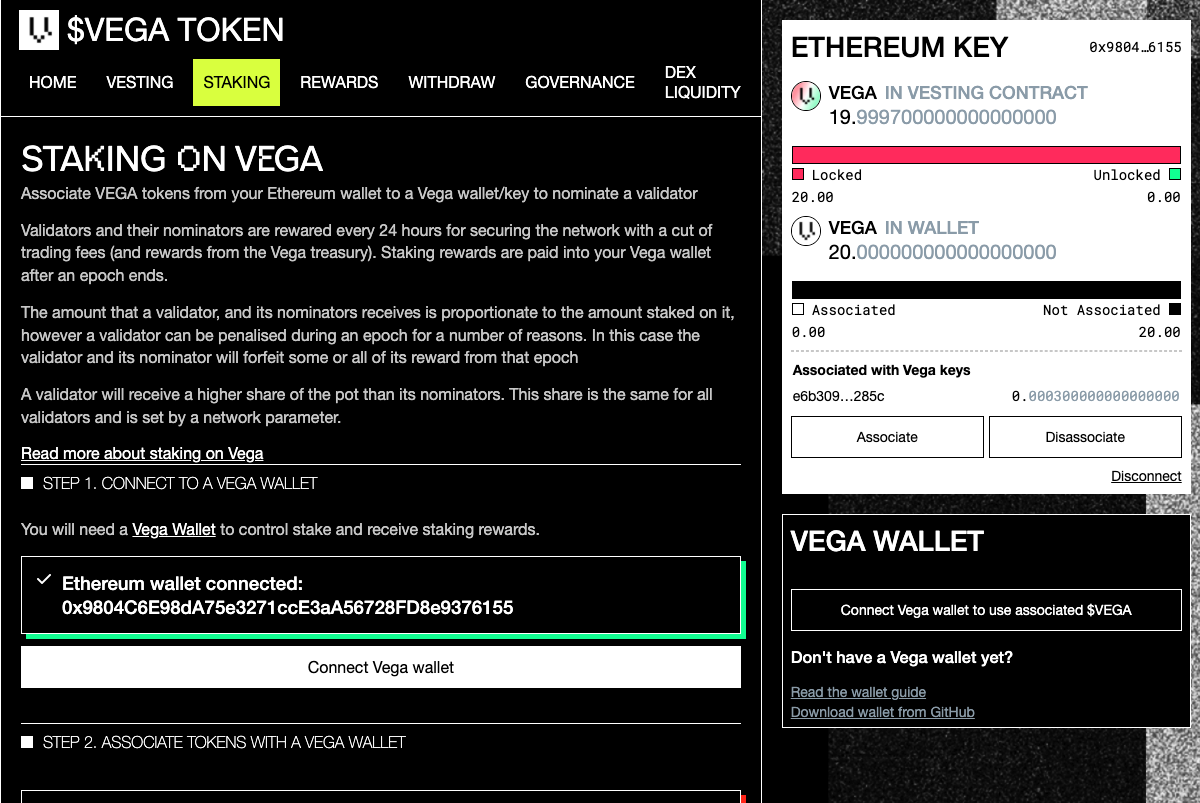 $VEGA TOKEN
HOME
VESTING
STAKING
REWARDS
WITHDRAW
GOVERNANCE
DEX
LIQUIDITY
STAKING ON VEGA
Associate VEGA tokens from your Ethereum wallet to a Vega wallet/key to nominate a validator
Validators and their nominators are rewarded every 24 hours for securing the network with a cut of
trading fees (and rewards from the Vega treasury). Staking rewards are paid into your Vega wallet
after an epoch ends.
The amount that a validator, and its nominators receives is proportionate to the amount staked on it,
however a validator can be penalised during an epoch for a number of reasons. In this case the
validator and its nominator will forfeit some or all of its reward from that epoch
A validator will receive a higher share of the pot than its nominators. This share is the same for all
validators and is set by a network parameter.
Read more about staking on Vega
STEP 1. CONNECT TO A VEGA WALLET
You will need a Vega Wallet to control stake and receive staking rewards.
Ethereum wallet connected:
0x9804C6E98dA75e3271ccE3aA56728FD8e9376155
Connect Vega wallet
STEP 2. ASSOCIATE TOKENS WITH A VEGA WALLET
ETHEREUM KEY 0x9804…6155
VEGA IN VESTING CONTRACT
19.999700000000000000
Locked Unlocked
20.00 0.00
VEGA IN WALLET
20.000000000000000000
Associated Not Associated
0.00 20.00
Associated with Vega keys
e6b309…285c 0.000300000000000000
Associate Disassociate
Disconnect
VEGA WALLET
Connect Vega wallet to use associated $VEGA
Don't have a Vega wallet yet?
Read the wallet guide
Download wallet from GitHub